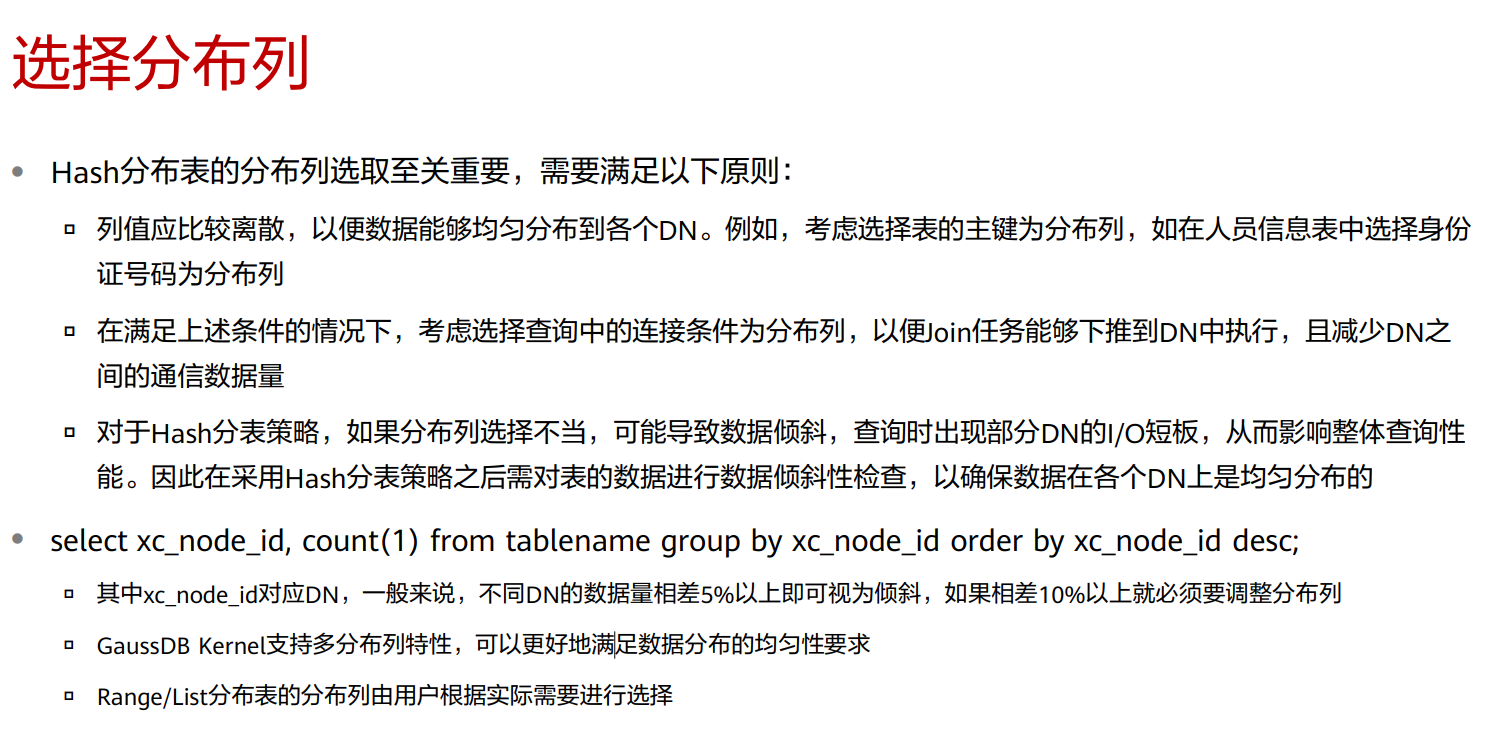 选择分布列
Hash分布表的分布列选取至关重要，需要满足以下原则：
列值应比较离散，以便数据能够均匀分布到各个DN。例如，考虑选择表的主键为分布列，如在人员信息表中选择身份
证号码为分布列
在满足上述条件的情况下，考虑选择查询中的连接条件为分布列，以便Join任务能够下推到DN中执行，且减少DN之
间的通信数据量
对于Hash分表策略，如果分布列选择不当，可能导致数据倾斜，查询时出现部分DN的I/O短板，从而影响整体查询性
能。因此在采用Hash分表策略之后需对表的数据进行数据倾斜性检查，以确保数据在各个DN上是均匀分布的
select xc_node_id, count(1) from tablename group by xc_node_id order by xc_node_id desc;
其中xc_node_id对应DN，一般来说，不同DN的数据量相差5%以上即可视为倾斜，如果相差10%以上就必须要调整分布列
GaussDB Kernel支持多分布列特性，可以更好地满足数据分布的均匀性要求
Range/List分布表的分布列由用户根据实际需要进行选择